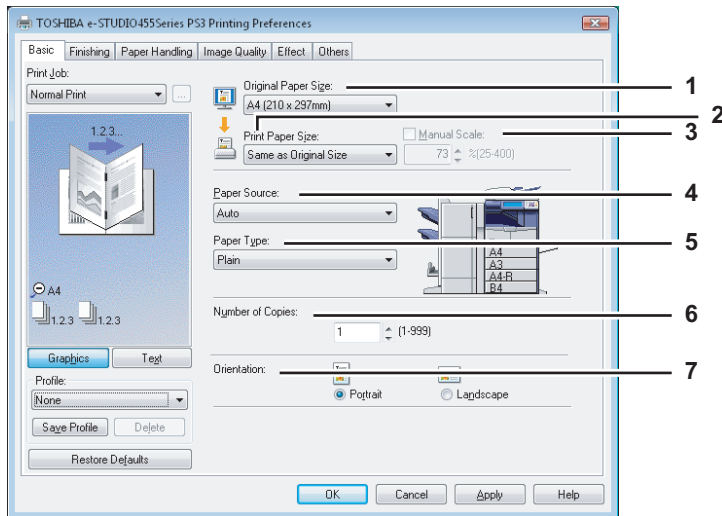 TOSHIBA e-STUDIO455Series PS3 Printing Preferences
Basic Finishing Paper Handling Image Quality Effect Others
Print Job:
Normal Print ...
1.2.3...
A4
1.2.3 1.2.3
Graphics Text
Profile:
None
Save Profile Delete
Restore Defaults
Original Paper Size: 1
A4 (210 x 297mm)
2
Print Paper Size:
Same as Original Size
Manual Scale: 3
73 %(25-400)
Paper Source: 4
Auto
Paper Type: 5
Plain
A4
A3
A4-R
B4
Number of Copies: 6
1 (1-999)
Orientation: 7
Portrait Landscape
OK Cancel Apply Help